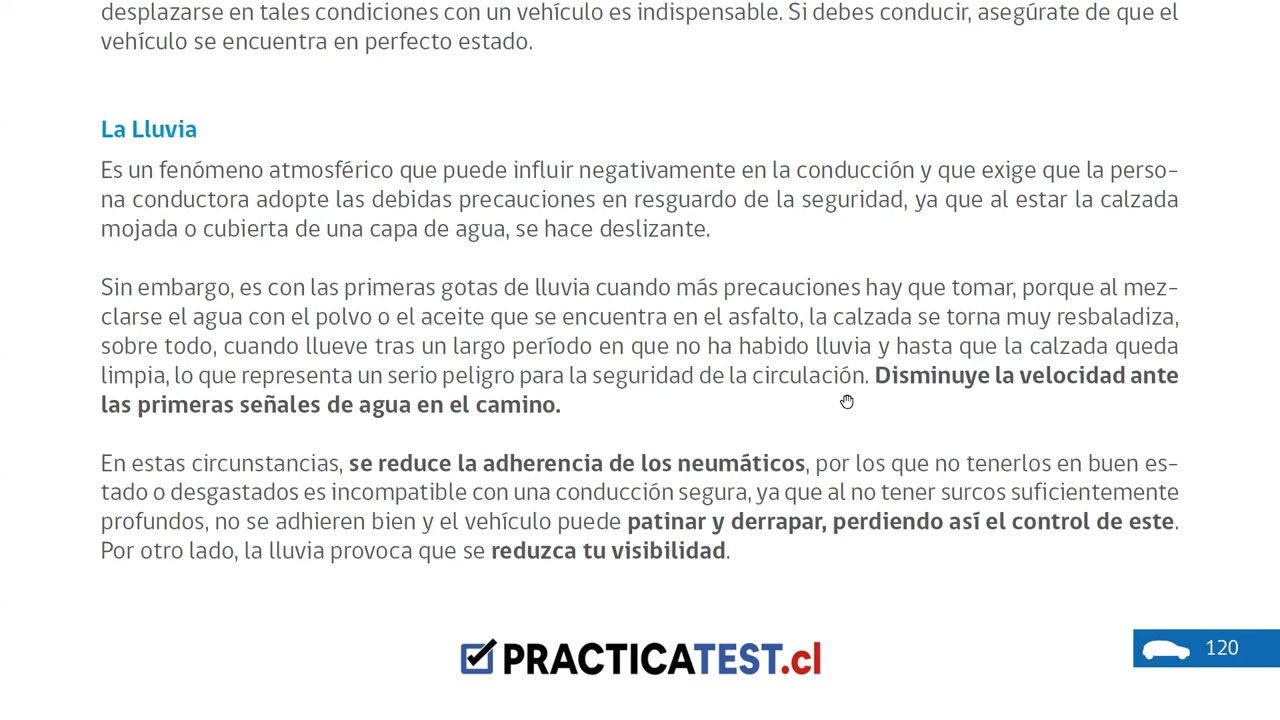 desplazarse en tales condiciones con un vehículo es indispensable. Si debes conducir, asegúrate de que el
vehículo se encuentra en perfecto estado.
La Lluvia
Es un fenómeno atmosférico que puede influir negativamente en la conducción y que exige que la perso-
na conductora adopte las debidas precauciones en resguardo de la seguridad, ya que al estar la calzada
mojada o cubierta de una capa de agua, se hace deslizante.
Sin embargo, es con las primeras gotas de lluvia cuando más precauciones hay que tomar, porque al mez-
clarse el agua con el polvo o el aceite que se encuentra en el asfalto, la calzada se torna muy resbaladiza,
sobre todo, cuando llueve tras un largo período en que no ha habido lluvia y hasta que la calzada queda
limpia, lo que representa un serio peligro para la seguridad de la circulación. Disminuye la velocidad ante
las primeras señales de agua en el camino.
En estas circunstancias, se reduce la adherencia de los neumáticos, por los que no tenerlos en buen es-
tado o desgastados es incompatible con una conducción segura, ya que al no tener surcos suficientemente
profundos, no se adhieren bien y el vehículo puede patinar y derrapar, perdiendo así el control de este.
Por otro lado, la lluvia provoca que se reduzca tu visibilidad.
PRACTICATEST.cl
120